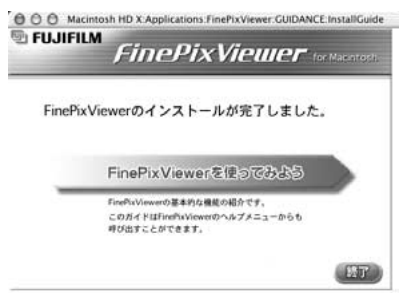 Macintosh HD X:Applications:FinePixViewer:GUIDANCE:InstallGuide
FUJIFILM
FinePixViewer for Macintosh
FinePixViewerのインストールが完了しました。
FinePixViewerを使ってみよう
FinePixViewerの基本的な機能の紹介です。
このガイドはFinePixViewerのヘルプメニューからも
呼び出すことができます。
終了